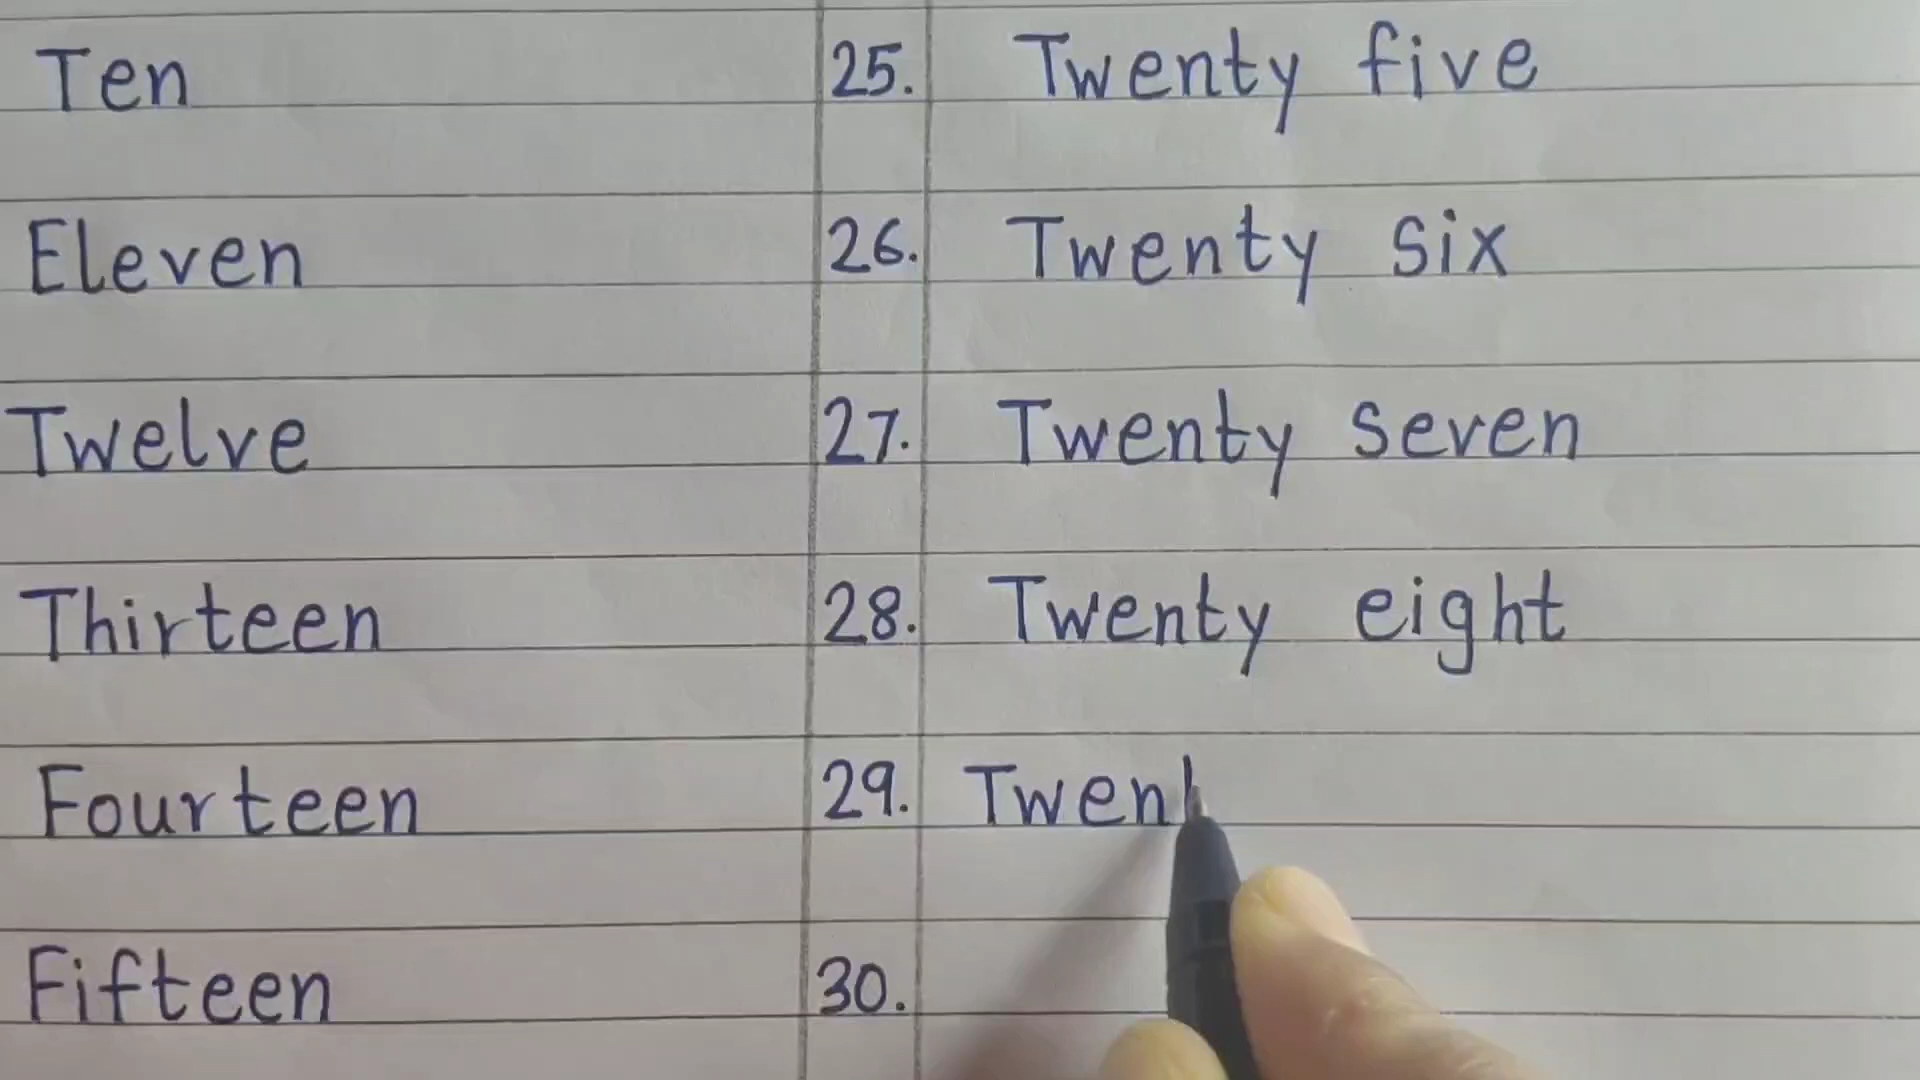 Ten 25. Twenty five
Eleven 26. Twenty six
Twelve 27. Twenty seven
Thirteen 28. Twenty eight
Fourteen 29. Twen
Fifteen 30.